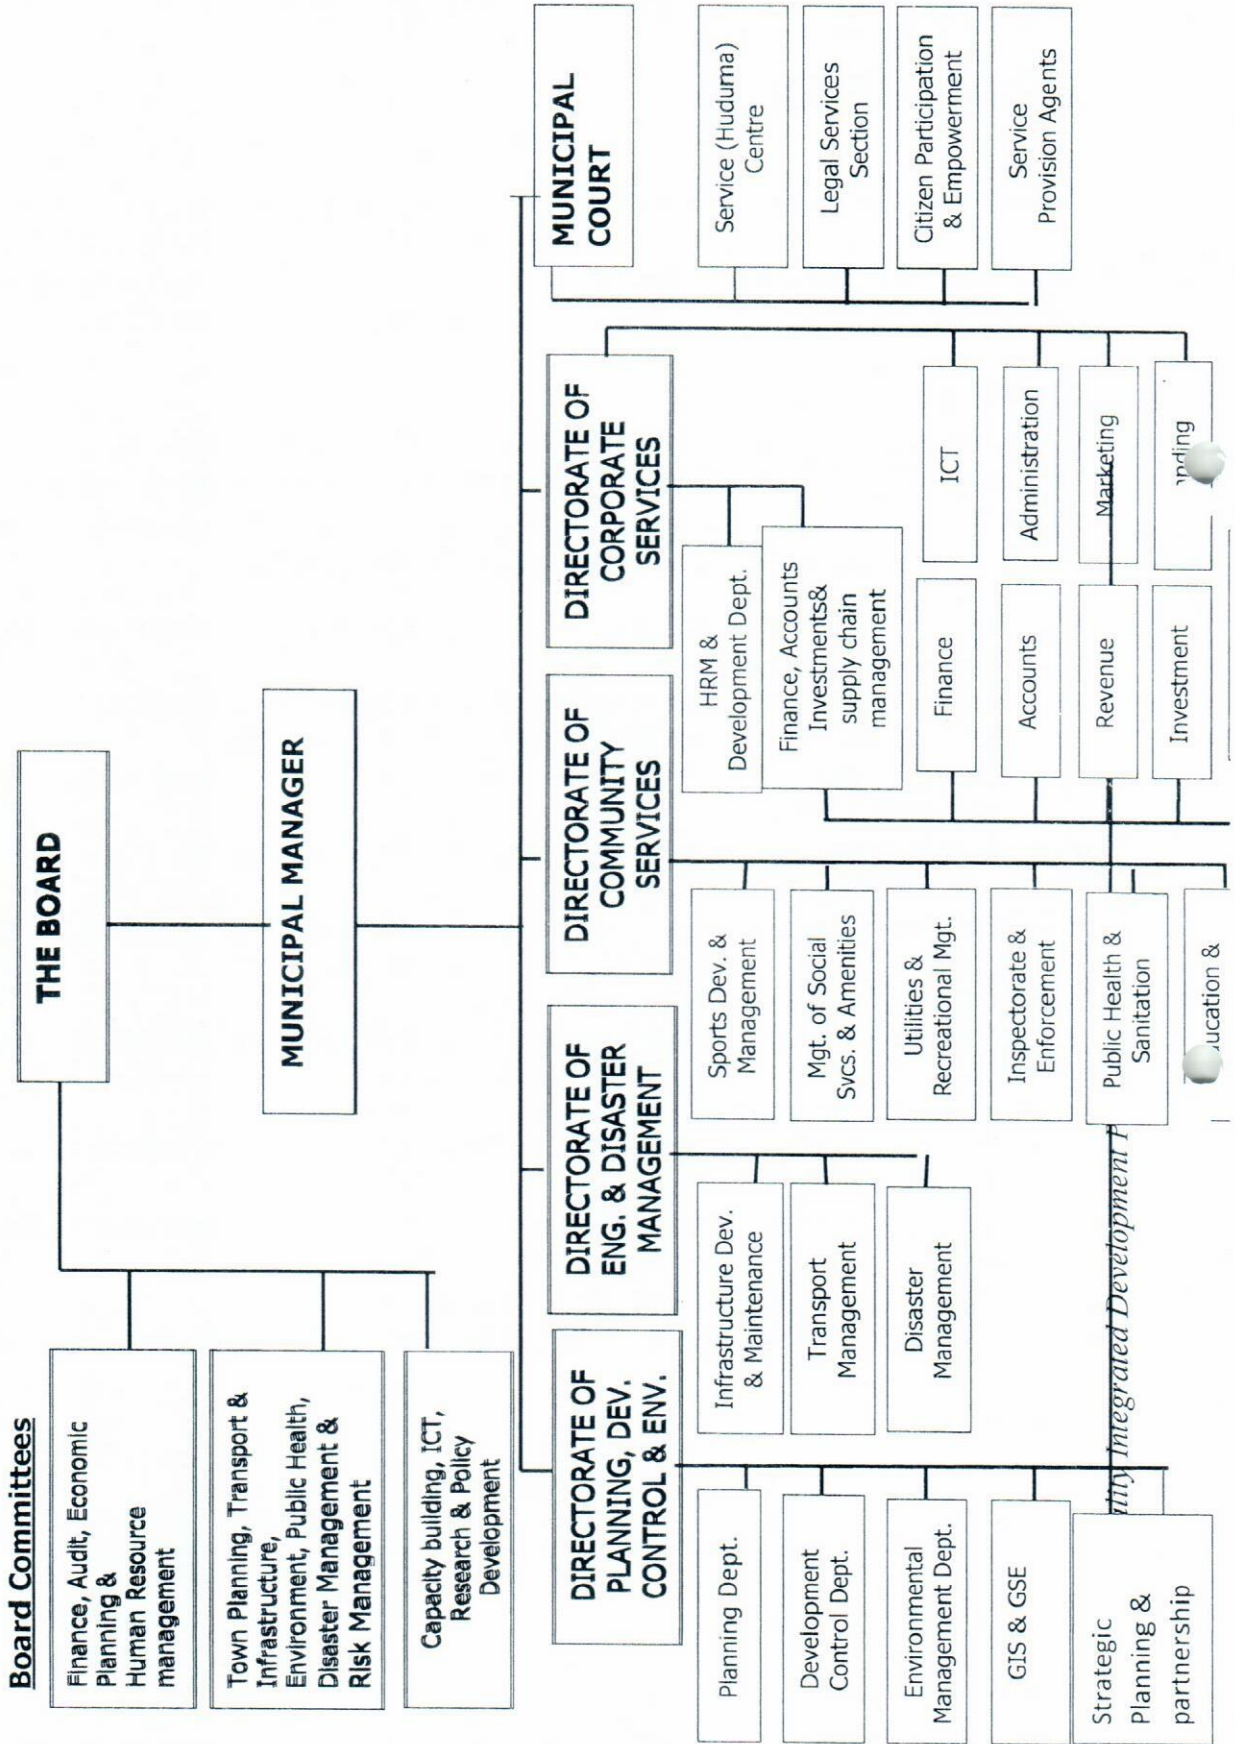 Board Committees
Finance, Audit, Economic
Planning &
Human Resource
management
Town Planning, Transport &
Infrastructure,
Environment, Public Health,
Disaster Management &
Risk Management
Capacity building, ICT,
Research & Policy
Development
THE BOARD
MUNICIPAL MANAGER
DIRECTORATE OF
PLANNING, DEV.
CONTROL & ENV.
Planning Dept.
Development
Control Dept.
Environmental
Management Dept.
GIS & GSE
Strategic
Planning &
partnership
DIRECTORATE OF
ENG. & DISASTER
MANAGEMENT
Infrastructure Dev.
& Maintenance
Transport
Management
Disaster
Management
DIRECTORATE OF
COMMUNITY
SERVICES
Sports Dev. &
Management
Mgt. of Social
Svcs. & Amenities
Utilities &
Recreational Mgt.
Inspectorate &
Enforcement
Public Health &
Sanitation
&
DIRECTORATE OF
CORPORATE
SERVICES
HRM &
Development Dept.
Finance, Accounts
Investments&
supply chain
management
Finance
Accounts
Revenue
Investment
ICT
Administration
Marketing
MUNICIPAL
COURT
Service (Huduma)
Centre
Legal Services
Section
Citizen Participation
& Empowerment
Service
Provision Agents
Integrated Development